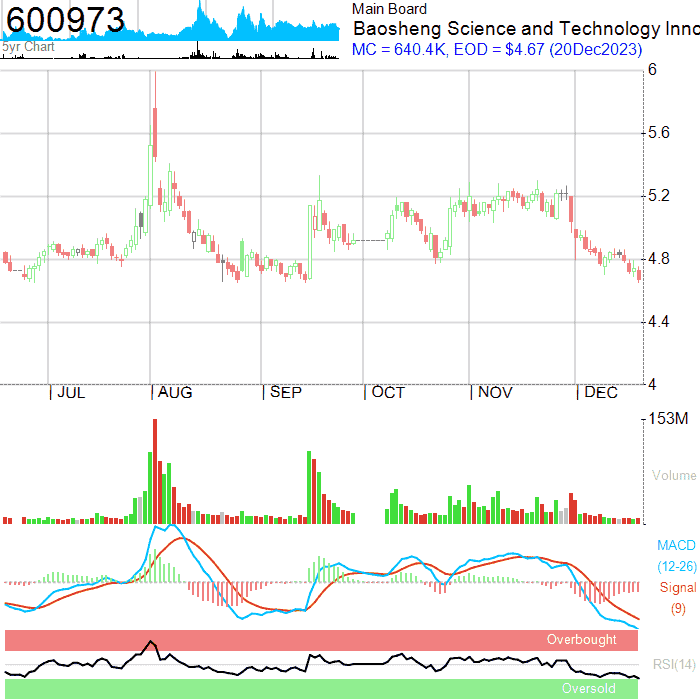 600973
5yr Chart
Main Board
Baosheng Science and Technology Inno
MC = 640.4K, EOD = $4.67 (20Dec2023)
6
5.6
5.2
4.8
4.4
4
JUL AUG SEP OCT NOV DEC
153M
Volume
MACD
(12-26)
Signal
(9)
Overbought
RSI(14)
Oversold